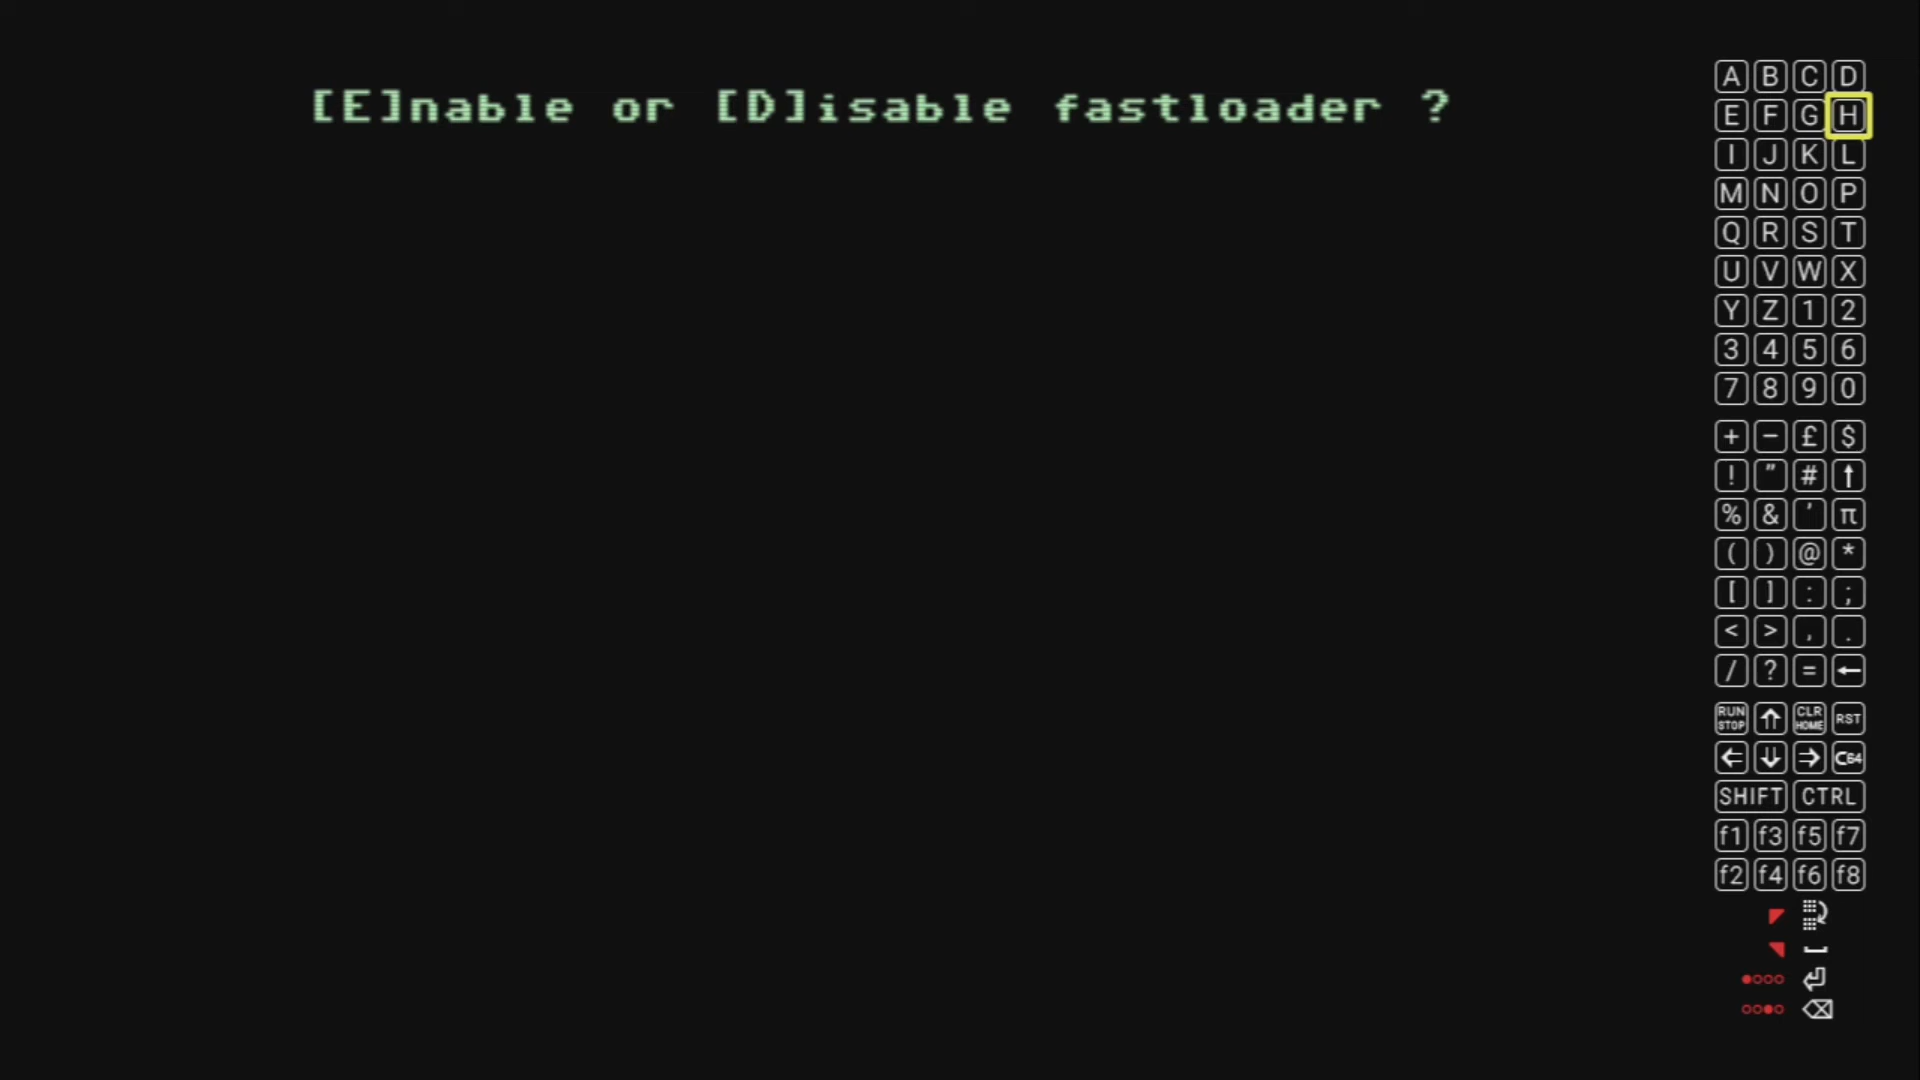 [E]nable or [D]isable fastloader ?
A B C D
E F G H
I J K L
M N O P
Q R S T
U V W X
Y Z 1 2
3 4 5 6
7 8 9 0
+ - £ $
! " # ↑
% & ' π
( ) @ *
[ ] : ;
< > , .
/ ? = ←
RUN STOP ⇑ CLR HOME RST
⇐ ⇓ ⇒ C64
SHIFT CTRL
f1 f3 f5 f7
f2 f4 f6 f8